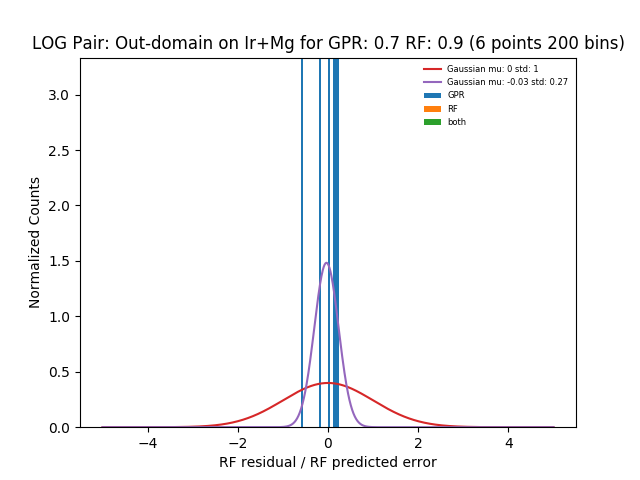 LOG Pair: Out-domain on Ir+Mg for GPR: 0.7 RF: 0.9 (6 points 200 bins)
Gaussian mu: 0 std: 1
Gaussian mu: -0.03 std: 0.27
GPR
RF
both
Normalized Counts
3.0
2.5
2.0
1.5
1.0
0.5
0.0
−4
−2
0
2
4
RF residual / RF predicted error